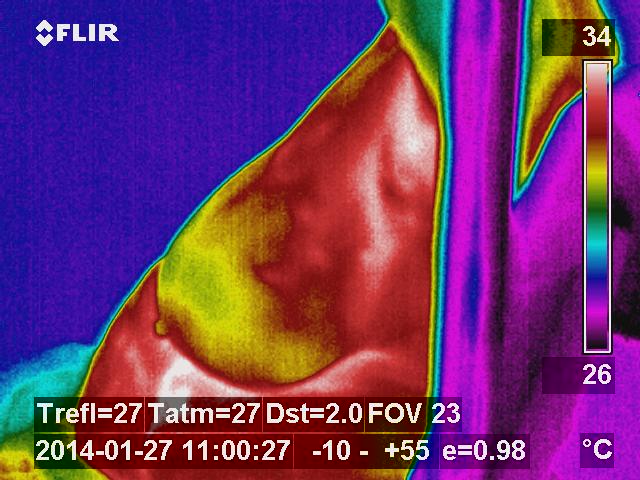 FLIR
34
26
Trefl=27 Tatm=27 Dst=2.0 FOV 23
2014-01-27 11:00:27 -10 - +55 e=0.98 °C